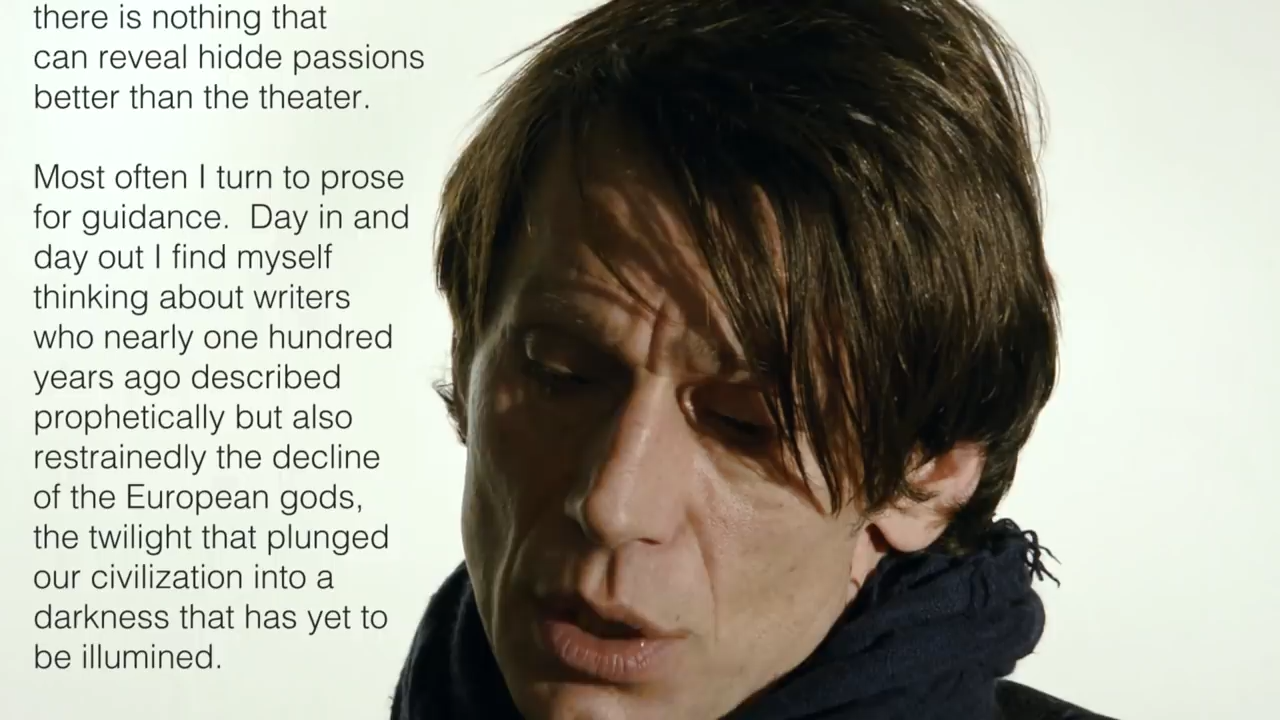 there is nothing that
can reveal hidde passions
better than the theater.
Most often I turn to prose
for guidance.  Day in and
day out I find myself
thinking about writers
who nearly one hundred
years ago described
prophetically but also
restrainedly the decline
of the European gods,
the twilight that plunged
our civilization into a
darkness that has yet to
be illumined.